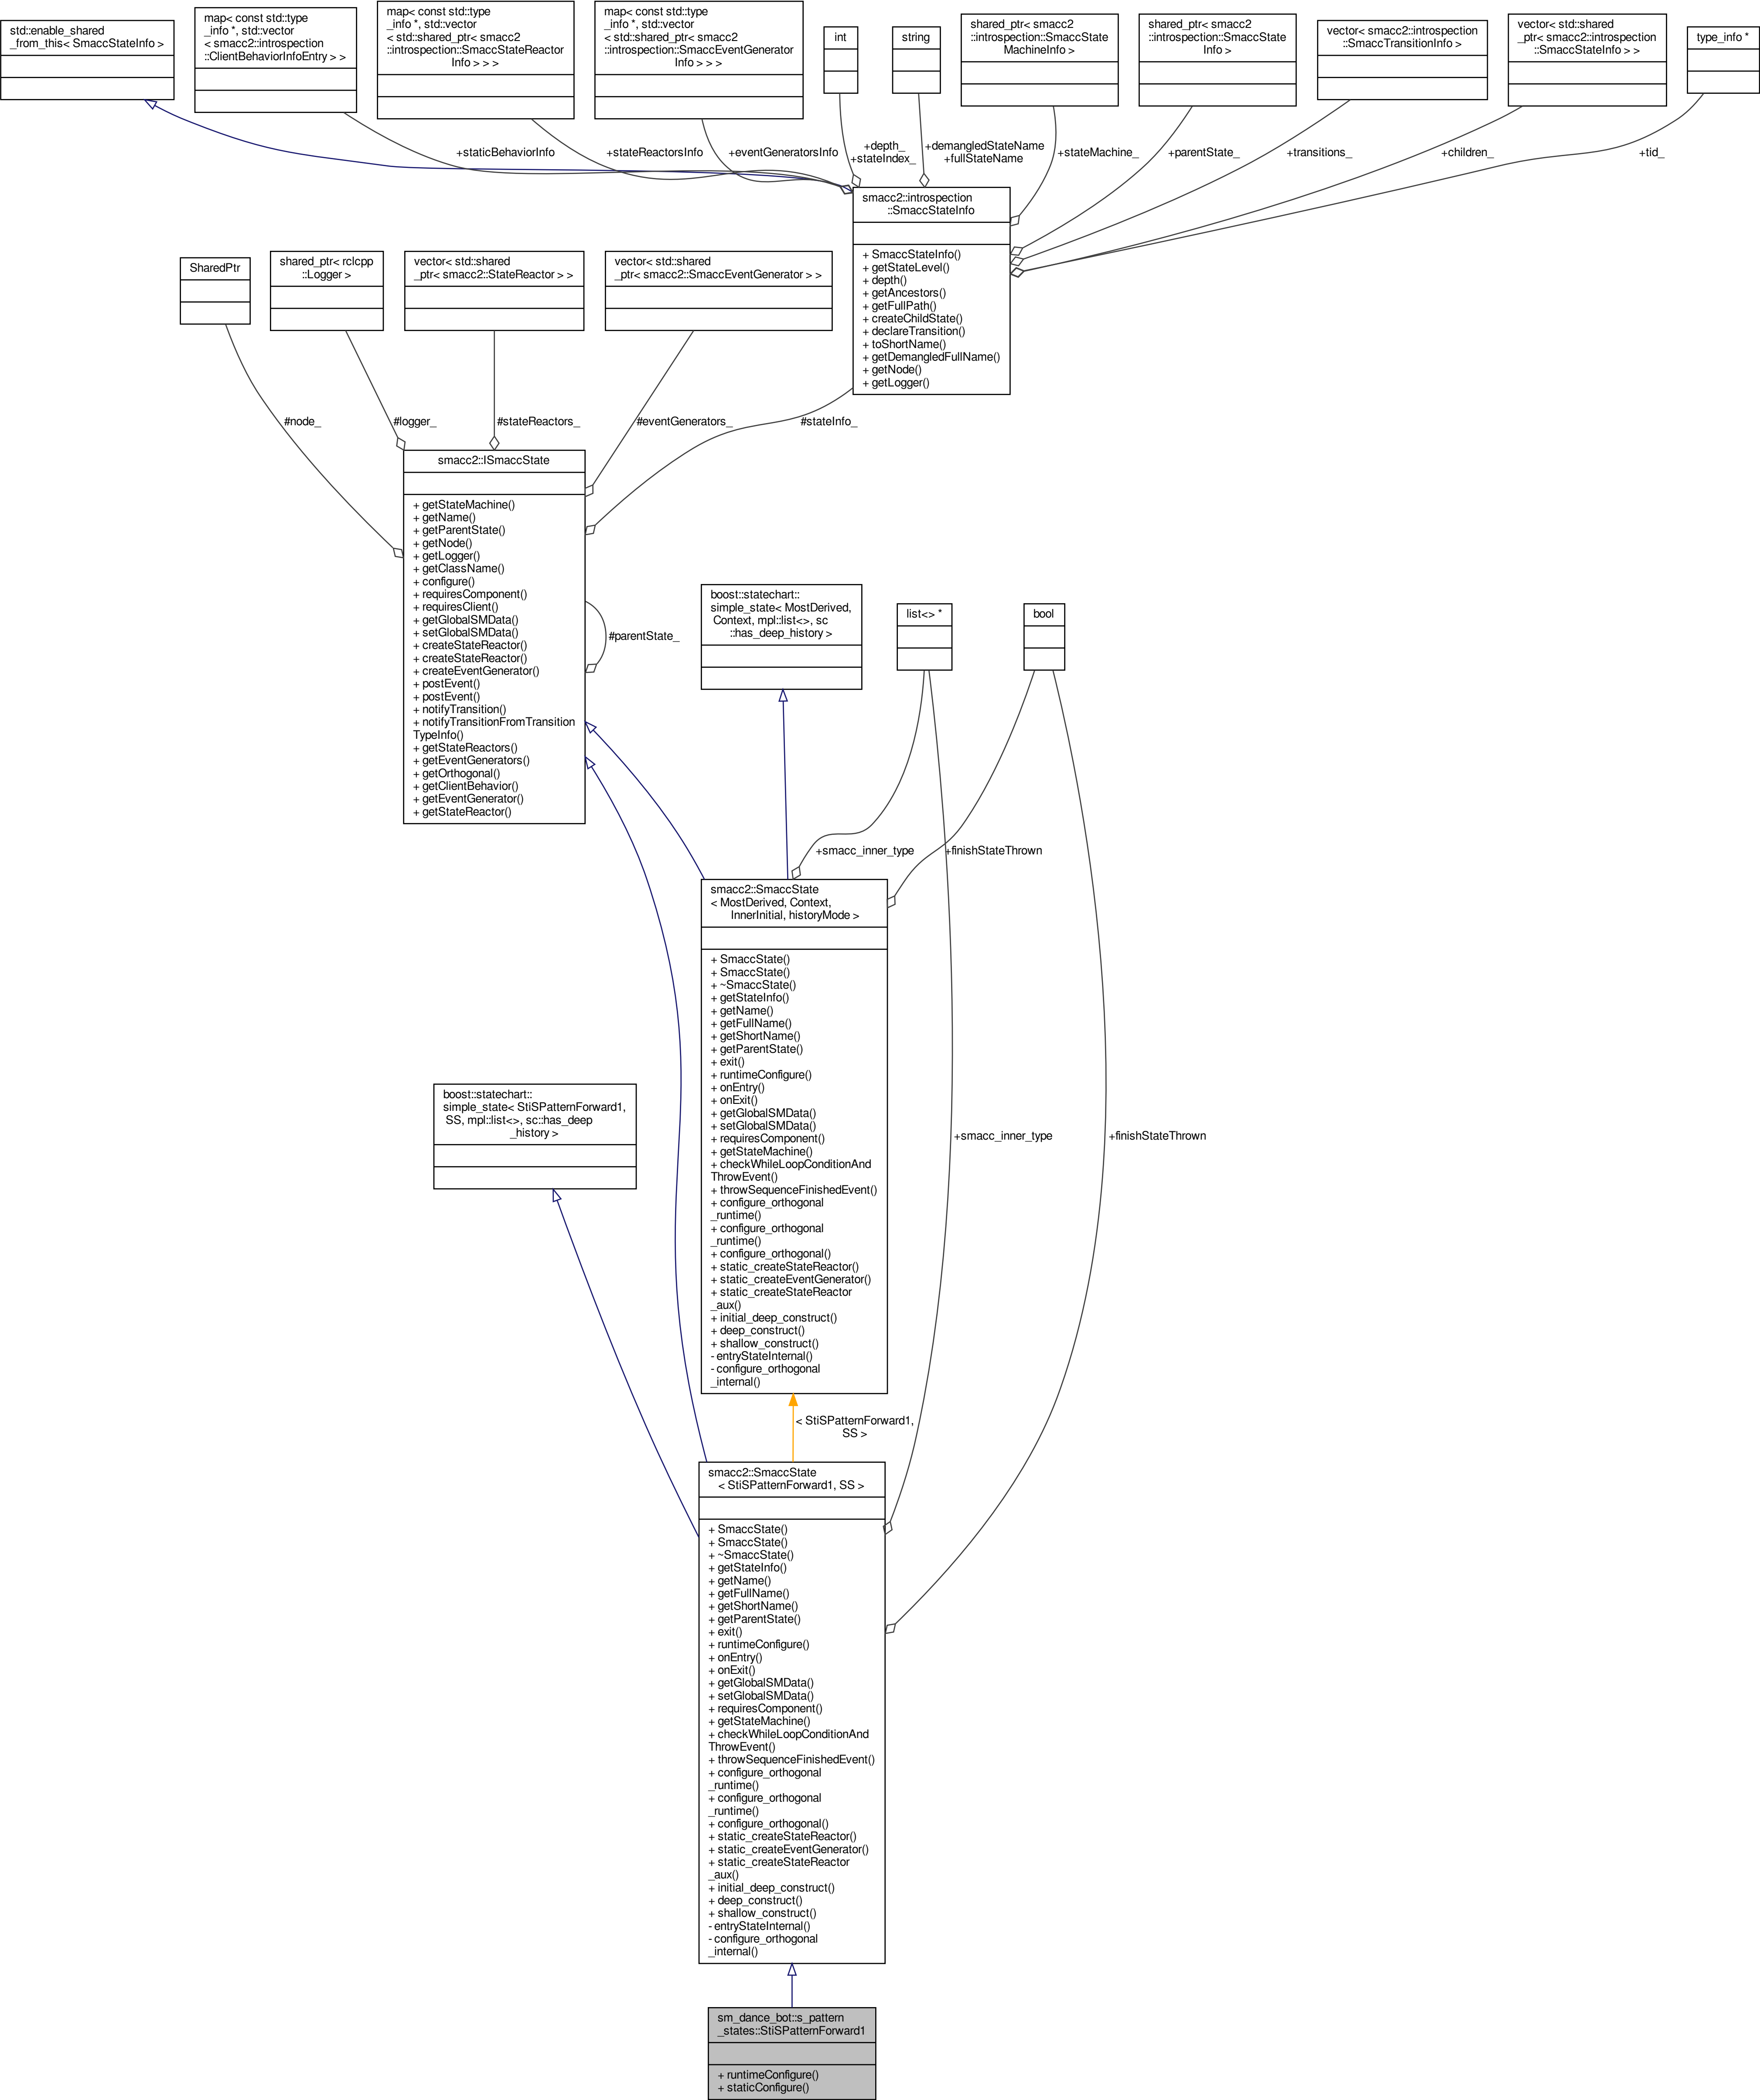 std::enable_shared
_from_this< SmaccStateInfo >
map< const std::type
_info *, std::vector
< smacc2::introspection
::ClientBehaviorInfoEntry > >
map< const std::type
_info *, std::vector
< std::shared_ptr< smacc2
::introspection::SmaccStateReactor
Info > > >
map< const std::type
_info *, std::vector
< std::shared_ptr< smacc2
::introspection::SmaccEventGenerator
Info > > >
int
string
shared_ptr< smacc2
::introspection::SmaccState
MachineInfo >
shared_ptr< smacc2
::introspection::SmaccState
Info >
vector< smacc2::introspection
::SmaccTransitionInfo >
vector< std::shared
_ptr< smacc2::introspection
::SmaccStateInfo > >
type_info *
+staticBehaviorInfo
+stateReactorsInfo
+eventGeneratorsInfo
+depth_
+stateIndex_
+demangledStateName
+fullStateName
+stateMachine_
+parentState_
+transitions_
+children_
+tid_
smacc2::introspection
::SmaccStateInfo
+ SmaccStateInfo()
+ getStateLevel()
+ depth()
+ getAncestors()
+ getFullPath()
+ createChildState()
+ declareTransition()
+ toShortName()
+ getDemangledFullName()
+ getNode()
+ getLogger()
SharedPtr
shared_ptr< rclcpp
::Logger >
vector< std::shared
_ptr< smacc2::StateReactor > >
vector< std::shared
_ptr< smacc2::SmaccEventGenerator > >
#node_
#logger_
#stateReactors_
#eventGenerators_
#stateInfo_
smacc2::ISmaccState
+ getStateMachine()
+ getName()
+ getParentState()
+ getNode()
+ getLogger()
+ getClassName()
+ configure()
+ requiresComponent()
+ requiresClient()
+ getGlobalSMData()
+ setGlobalSMData()
+ createStateReactor()
+ createStateReactor()
+ createEventGenerator()
+ postEvent()
+ postEvent()
+ notifyTransition()
+ notifyTransitionFromTransition
TypeInfo()
+ getStateReactors()
+ getEventGenerators()
+ getOrthogonal()
+ getClientBehavior()
+ getEventGenerator()
+ getStateReactor()
#parentState_
boost::statechart::
simple_state< MostDerived,
Context, mpl::list<>, sc
::has_deep_history >
list<> *
bool
+smacc_inner_type
+finishStateThrown
smacc2::SmaccState
< MostDerived, Context,
InnerInitial, historyMode >
+ SmaccState()
+ SmaccState()
+ ~SmaccState()
+ getStateInfo()
+ getName()
+ getFullName()
+ getShortName()
+ getParentState()
+ exit()
+ runtimeConfigure()
+ onEntry()
+ onExit()
+ getGlobalSMData()
+ setGlobalSMData()
+ requiresComponent()
+ getStateMachine()
+ checkWhileLoopConditionAnd
ThrowEvent()
+ throwSequenceFinishedEvent()
+ configure_orthogonal
_runtime()
+ configure_orthogonal
_runtime()
+ configure_orthogonal()
+ static_createStateReactor()
+ static_createEventGenerator()
+ static_createStateReactor
_aux()
+ initial_deep_construct()
+ deep_construct()
+ shallow_construct()
- entryStateInternal()
- configure_orthogonal
_internal()
boost::statechart::
simple_state< StiSPatternForward1,
SS, mpl::list<>, sc::has_deep
_history >
+smacc_inner_type
+finishStateThrown
< StiSPatternForward1,
SS >
smacc2::SmaccState
< StiSPatternForward1, SS >
+ SmaccState()
+ SmaccState()
+ ~SmaccState()
+ getStateInfo()
+ getName()
+ getFullName()
+ getShortName()
+ getParentState()
+ exit()
+ runtimeConfigure()
+ onEntry()
+ onExit()
+ getGlobalSMData()
+ setGlobalSMData()
+ requiresComponent()
+ getStateMachine()
+ checkWhileLoopConditionAnd
ThrowEvent()
+ throwSequenceFinishedEvent()
+ configure_orthogonal
_runtime()
+ configure_orthogonal
_runtime()
+ configure_orthogonal()
+ static_createStateReactor()
+ static_createEventGenerator()
+ static_createStateReactor
_aux()
+ initial_deep_construct()
+ deep_construct()
+ shallow_construct()
- entryStateInternal()
- configure_orthogonal
_internal()
sm_dance_bot::s_pattern
_states::StiSPatternForward1
+ runtimeConfigure()
+ staticConfigure()